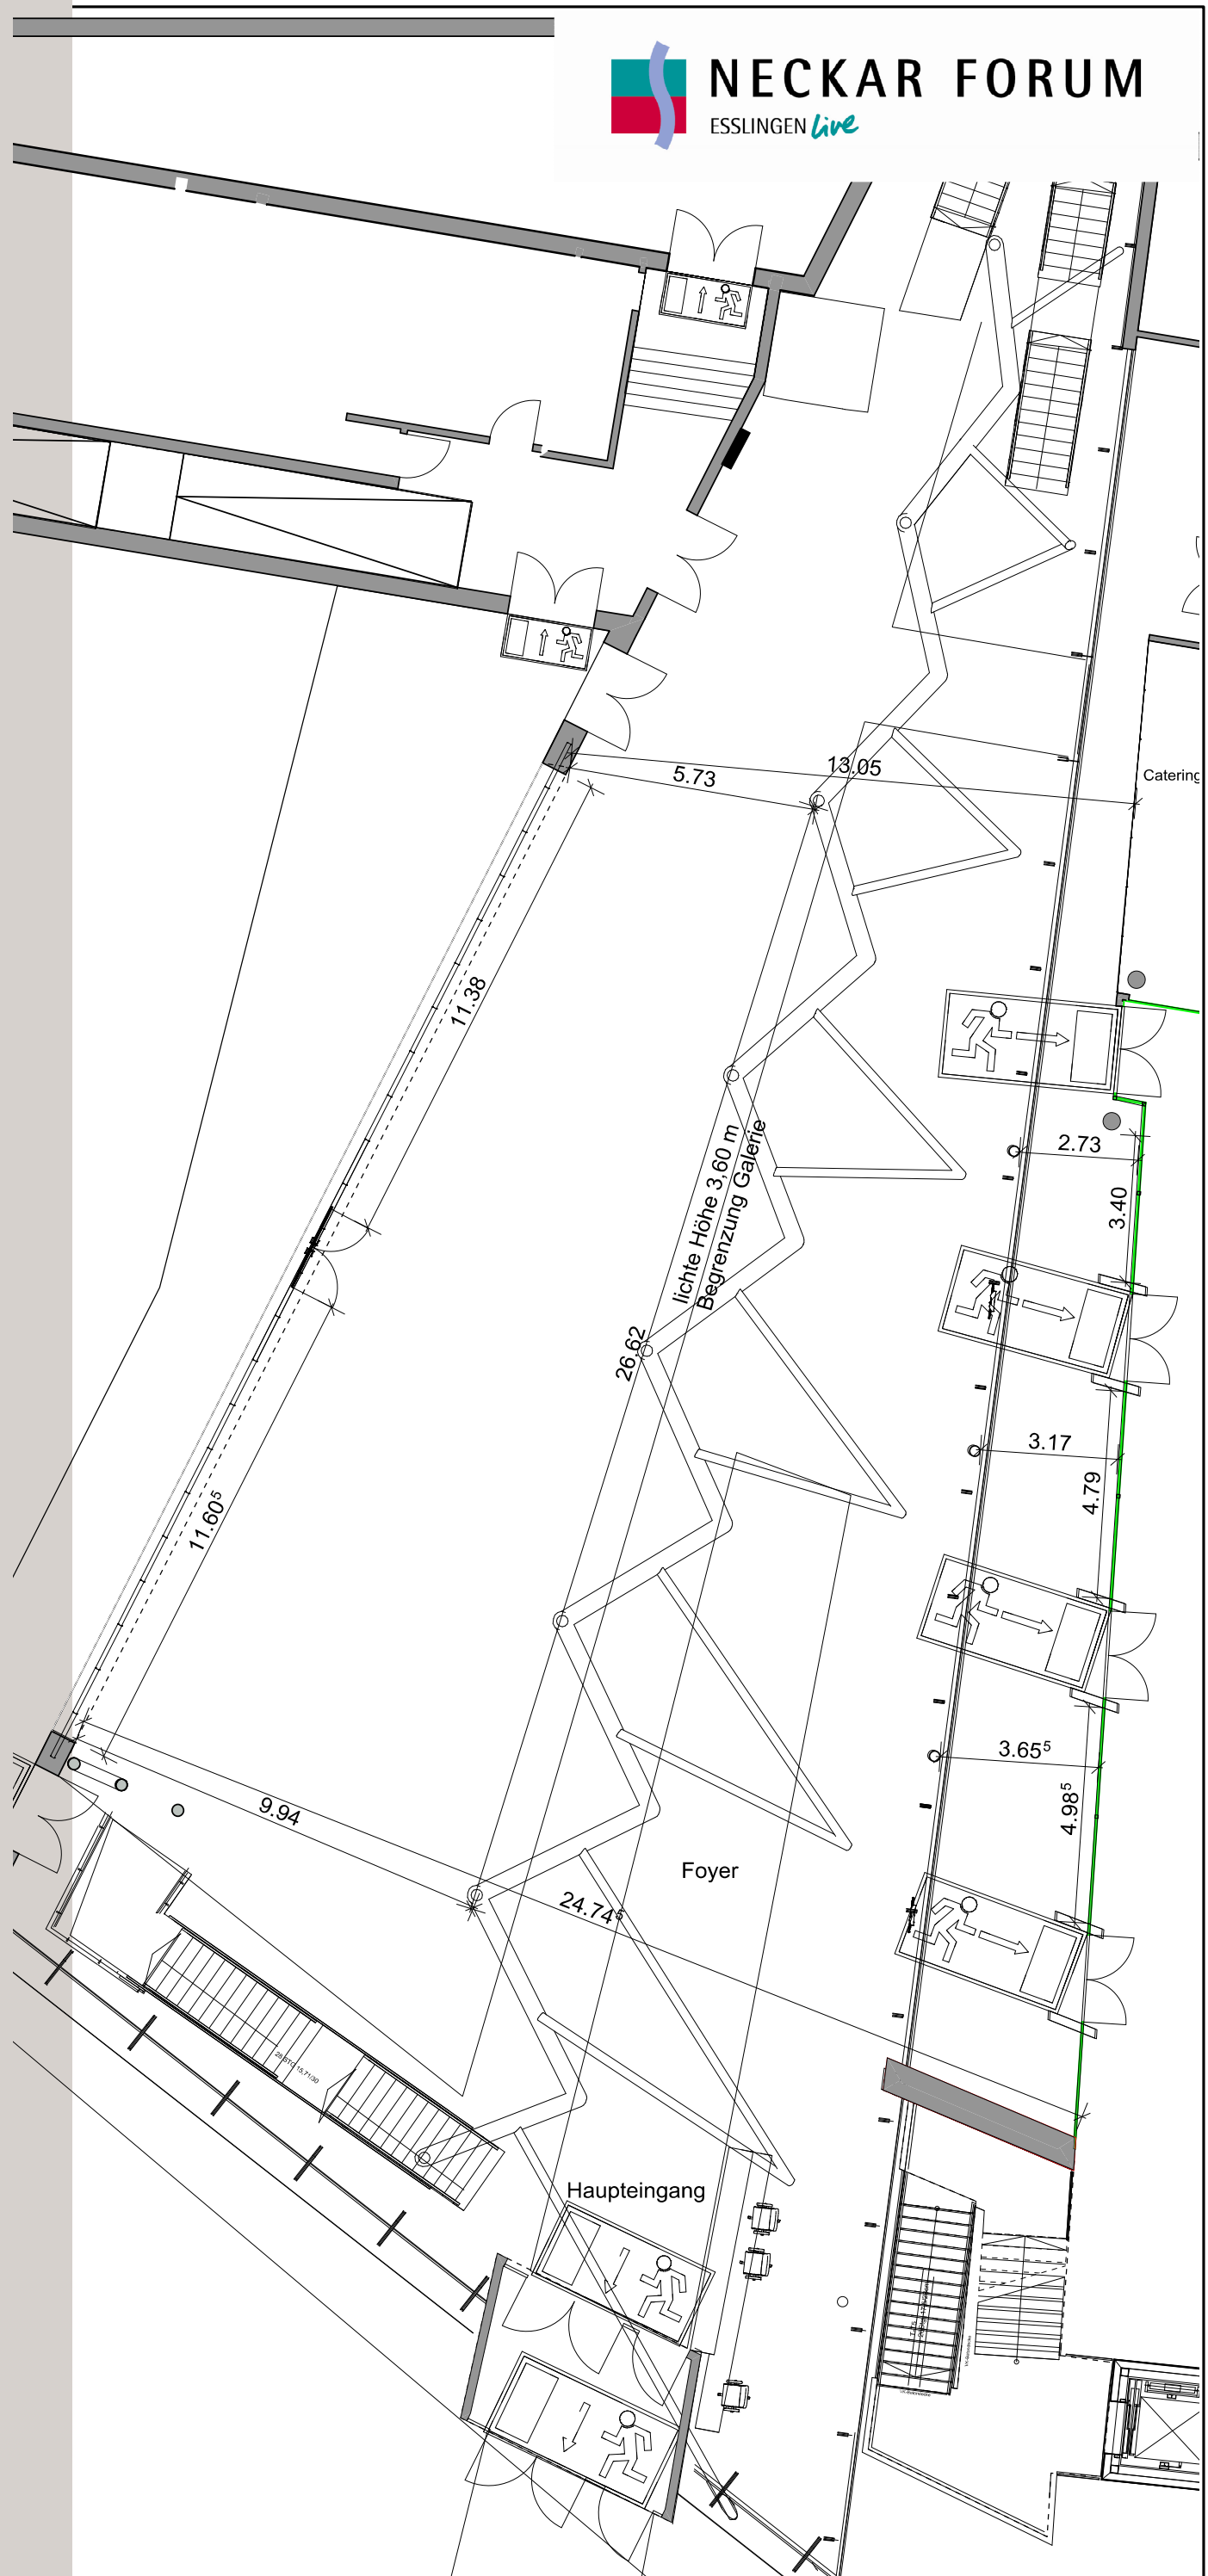 NECKAR FORUM
ESSLINGEN live
13.05
5.73
Catering
11.38
2.73
lichte Höhe 3,60 m
Begrenzung Galerie
3.40
26.62
3.17
4.79
11.60⁵
3.65⁵
4.98⁵
9.94
Foyer
24.74⁵
Haupteingang